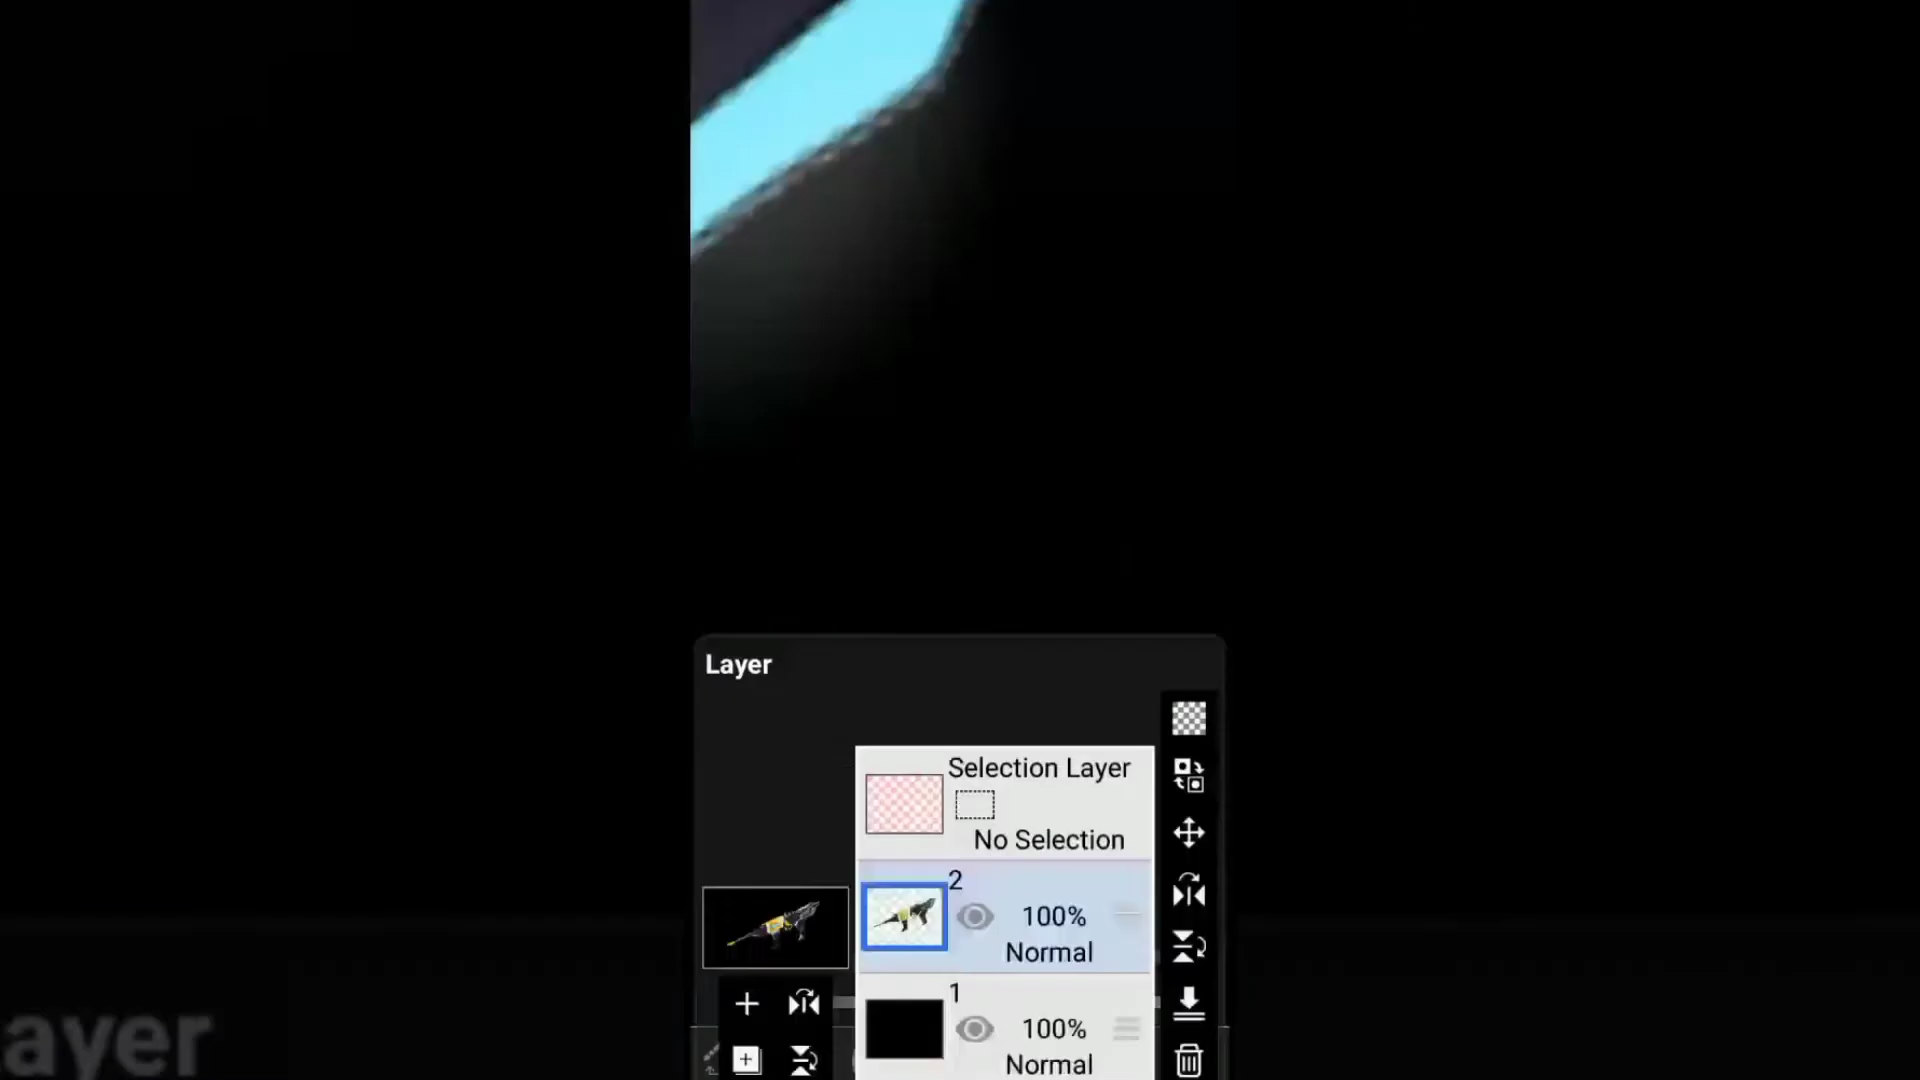 Layer
Selection Layer
No Selection
2
100%
Normal
1
100%
Normal
ayer